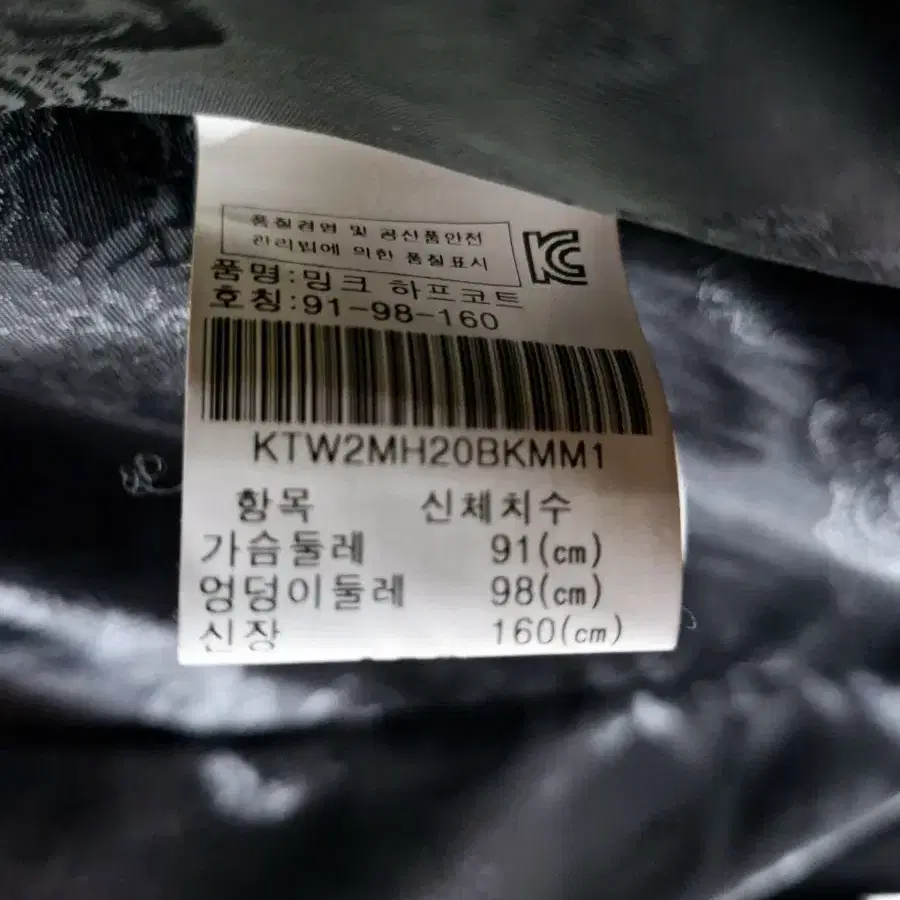 품질경영 및 공산품안전
관리법에 의한 품질표시
KC
품명:밍크 하프코트
호칭:91-98-160
KTW2MH20BKMM1
항목 신체치수
가슴둘레 91(cm)
엉덩이둘레 98(cm)
신장 160(cm)